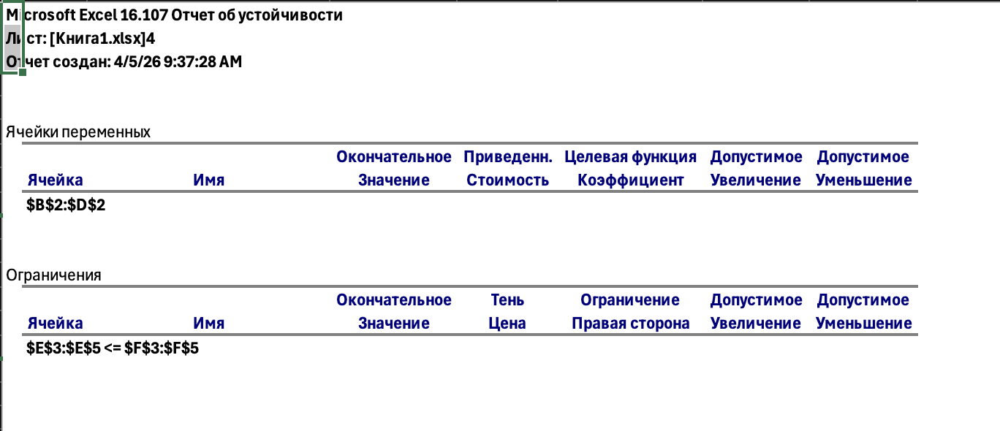 Microsoft Excel 16.107 Отчет об устойчивости
Лист: [Книга1.xlsx]4
Отчет создан: 4/5/26 9:37:28 AM
Ячейки переменных
Окончательное Приведенн. Целевая функция Допустимое Допустимое
Ячейка Имя Значение Стоимость Коэффициент Увеличение Уменьшение
$B$2:$D$2
Ограничения
Окончательное Тень Ограничение Допустимое Допустимое
Ячейка Имя Значение Цена Правая сторона Увеличение Уменьшение
$E$3:$E$5 <= $F$3:$F$5